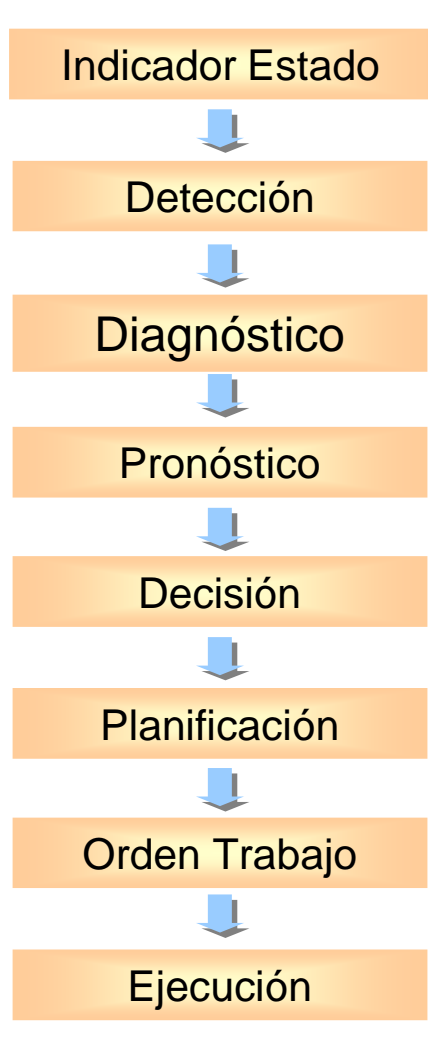 Indicador Estado
Detección
Diagnóstico
Pronóstico
Decisión
Planificación
Orden Trabajo
Ejecución